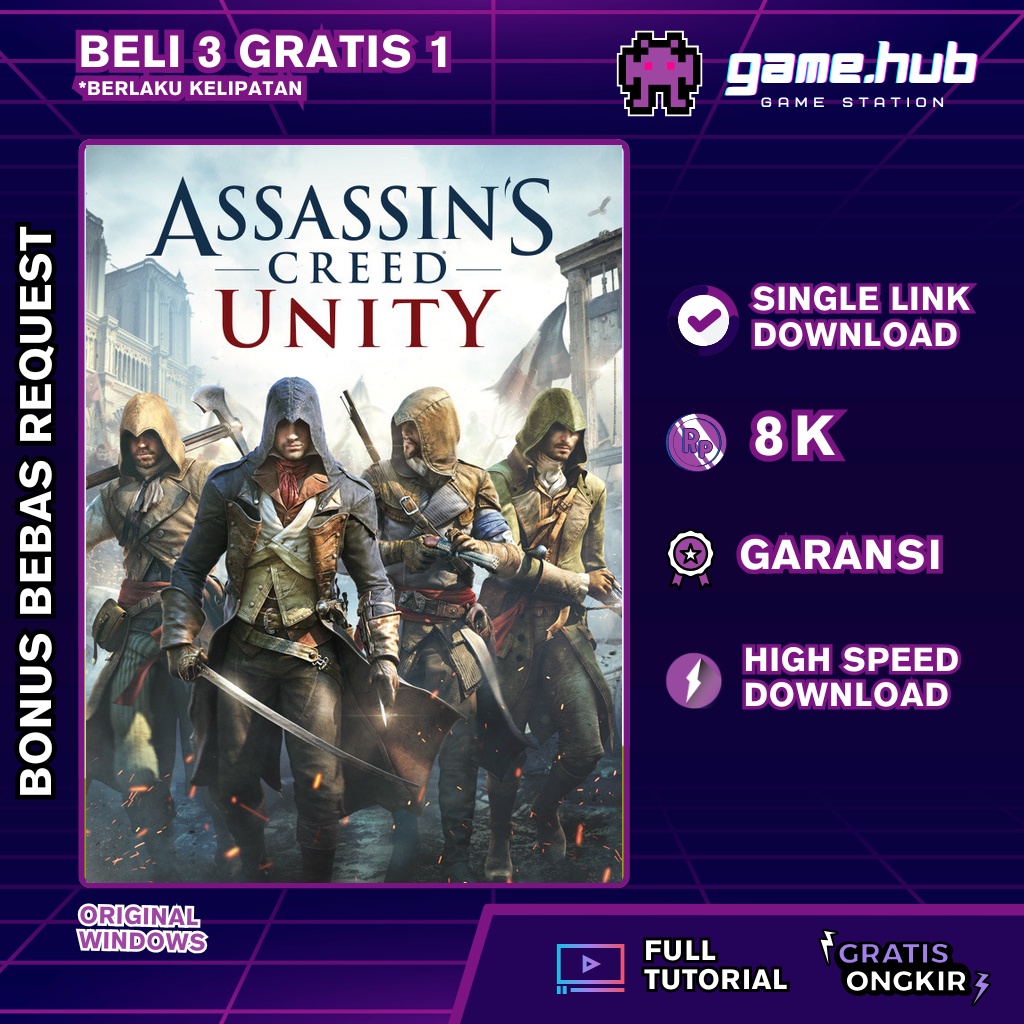 BELI 3 GRATIS 1
*BERLAKU KELIPATAN
game.hub
GAME STATION
BONUS BEBAS REQUEST
ASSASSIN'S
CREED
UNITY
SINGLE LINK
DOWNLOAD
Rp
8K
GARANSI
HIGH SPEED
DOWNLOAD
ORIGINAL
WINDOWS
FULL
TUTORIAL
GRATIS
ONGKIR